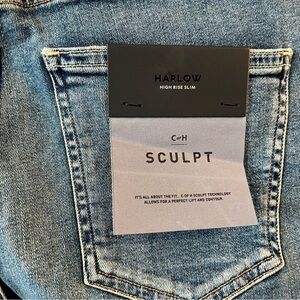 HARLOW
HIGH RISE SLIM
C of H
SCULPT
IT'S ALL ABOUT THE FIT. C OF H SCULPT TECHNOLOGY
ALLOWS FOR A PERFECT LIFT AND CONTOUR.